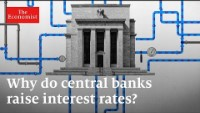 The
Economist
Why do central banks
raise interest rates?